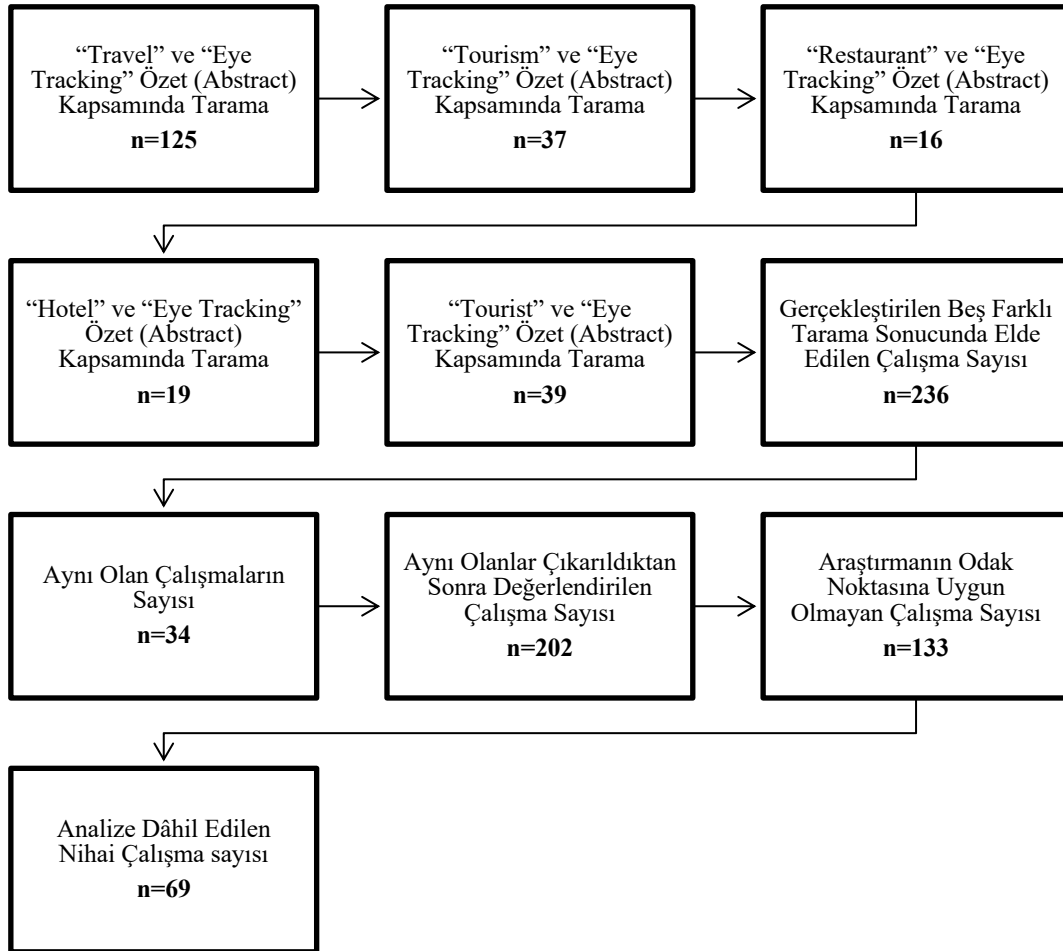 “Travel” ve “Eye
Tracking” Özet (Abstract)
Kapsamında Tarama
n=125
“Tourism” ve “Eye
Tracking” Özet (Abstract)
Kapsamında Tarama
n=37
“Restaurant” ve “Eye
Tracking” Özet (Abstract)
Kapsamında Tarama
n=16
“Hotel” ve “Eye Tracking”
Özet (Abstract)
Kapsamında Tarama
n=19
“Tourist” ve “Eye
Tracking” Özet (Abstract)
Kapsamında Tarama
n=39
Gerçekleştirilen Beş Farklı
Tarama Sonucunda Elde
Edilen Çalışma Sayısı
n=236
Aynı Olan Çalışmaların
Sayısı
n=34
Aynı Olanlar Çıkarıldıktan
Sonra Değerlendirilen
Çalışma Sayısı
n=202
Araştırmanın Odak
Noktasına Uygun
Olmayan Çalışma Sayısı
n=133
Analize Dâhil Edilen
Nihai Çalışma sayısı
n=69